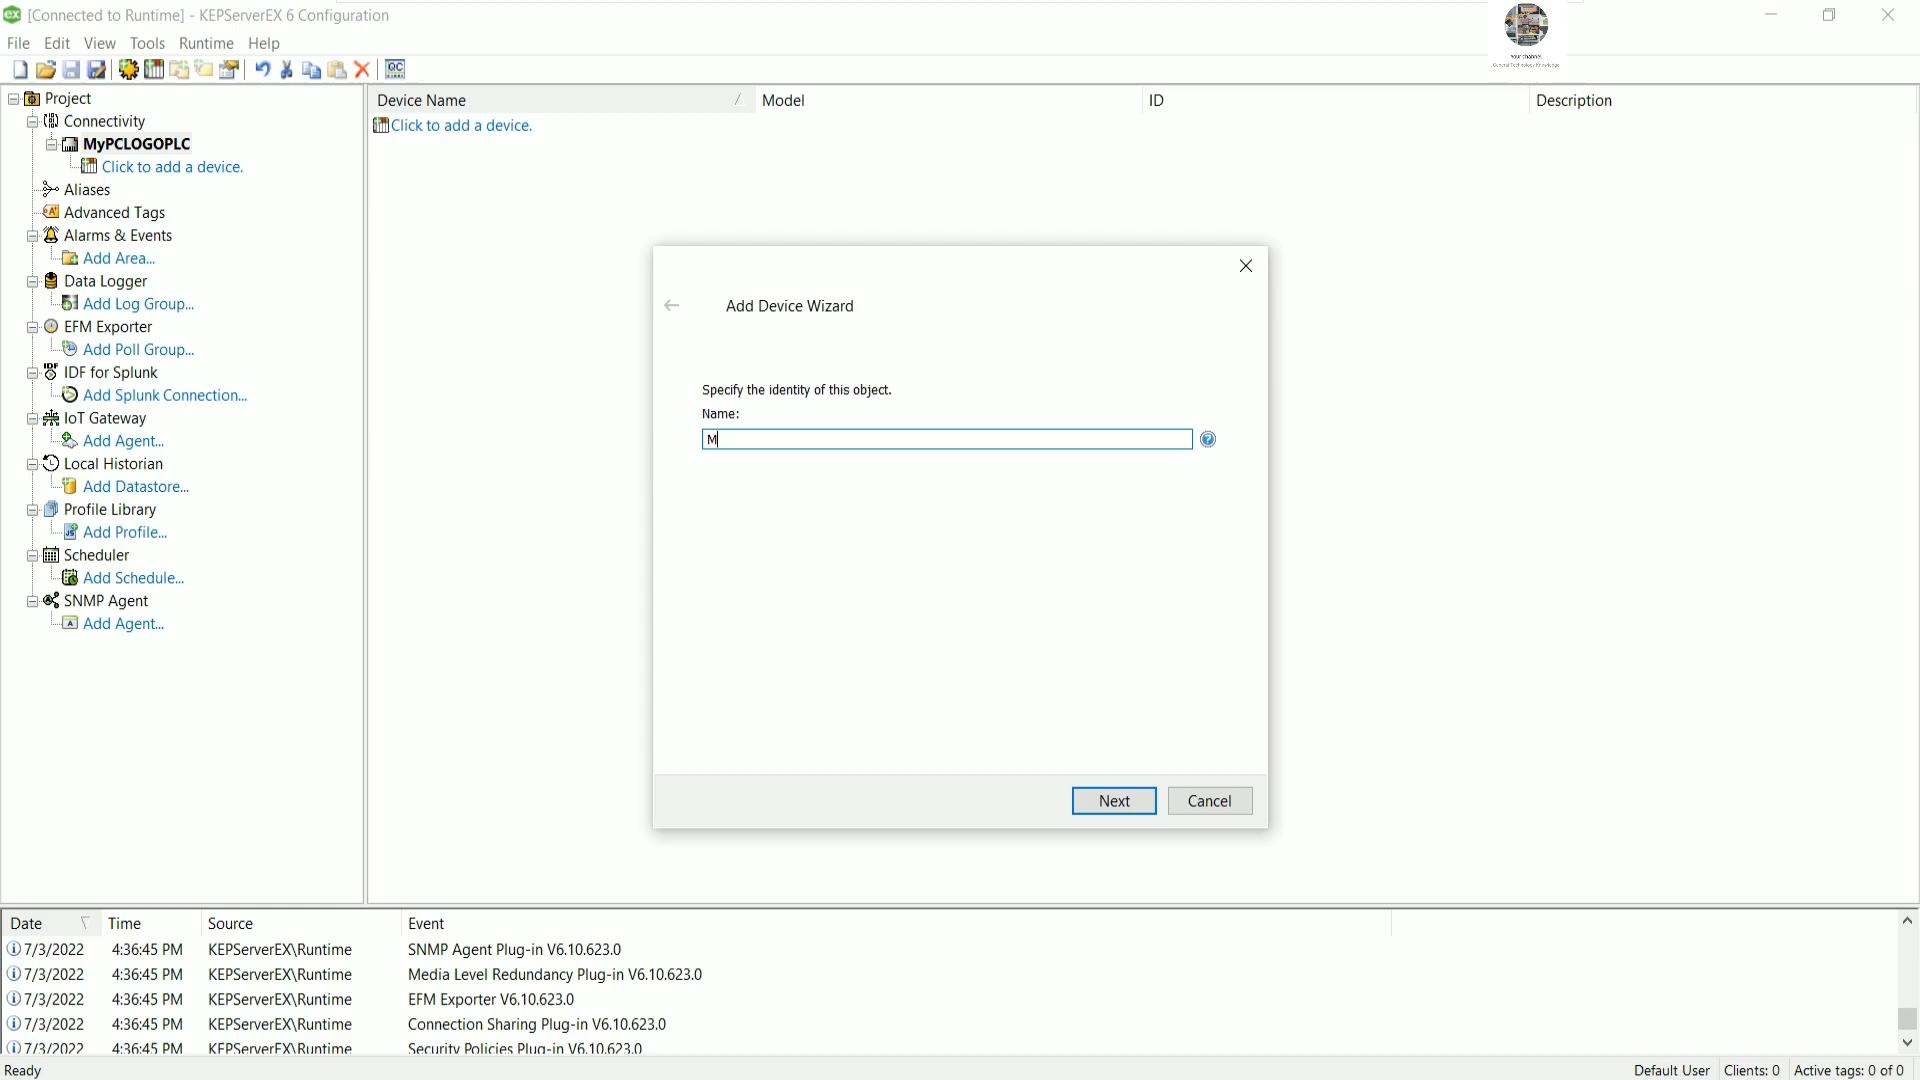 [Connected to Runtime] - KEPServerEX 6 Configuration
Your channel
General Technology Knowledge
File Edit View Tools Runtime Help
Project
Connectivity
MyPCLOGOPLC
Click to add a device.
Aliases
Advanced Tags
Alarms & Events
Add Area...
Data Logger
Add Log Group...
EFM Exporter
Add Poll Group...
IDF for Splunk
Add Splunk Connection...
IoT Gateway
Add Agent...
Local Historian
Add Datastore...
Profile Library
Add Profile...
Scheduler
Add Schedule...
SNMP Agent
Add Agent...
Device Name Model ID Description
Click to add a device.
Add Device Wizard
Specify the identity of this object.
Name:
M
Next Cancel
Date Time Source Event
7/3/2022 4:36:45 PM KEPServerEX\Runtime SNMP Agent Plug-in V6.10.623.0
7/3/2022 4:36:45 PM KEPServerEX\Runtime Media Level Redundancy Plug-in V6.10.623.0
7/3/2022 4:36:45 PM KEPServerEX\Runtime EFM Exporter V6.10.623.0
7/3/2022 4:36:45 PM KEPServerEX\Runtime Connection Sharing Plug-in V6.10.623.0
7/3/2022 4:36:45 PM KEPServerEX\Runtime Security Policies Plug-in V6.10.623.0
Ready Default User Clients: 0 Active tags: 0 of 0